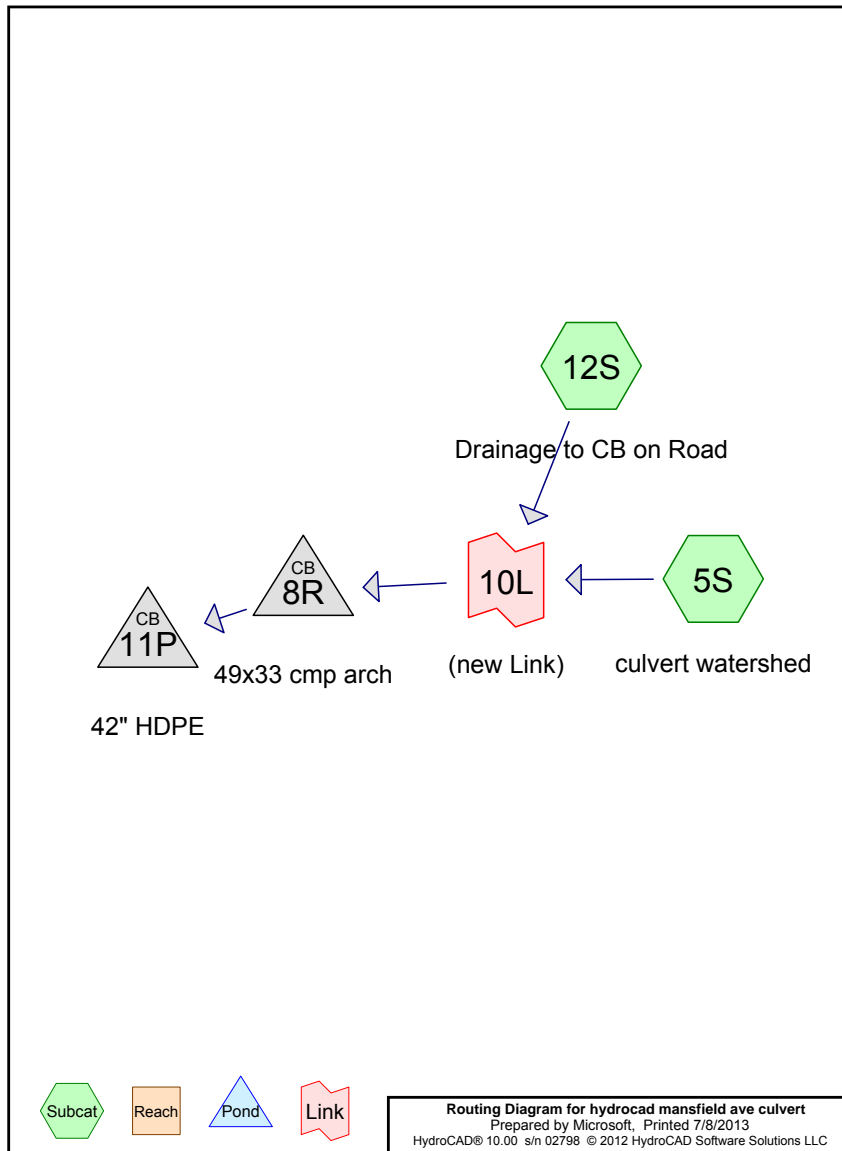 12S
Drainage to CB on Road
CB
8R
10L
5S
CB
11P
49x33 cmp arch
(new Link)
culvert watershed
42" HDPE
Subcat
Reach
Pond
Link
Routing Diagram for hydrocad mansfield ave culvert
Prepared by Microsoft, Printed 7/8/2013
HydroCAD® 10.00 s/n 02798 © 2012 HydroCAD Software Solutions LLC